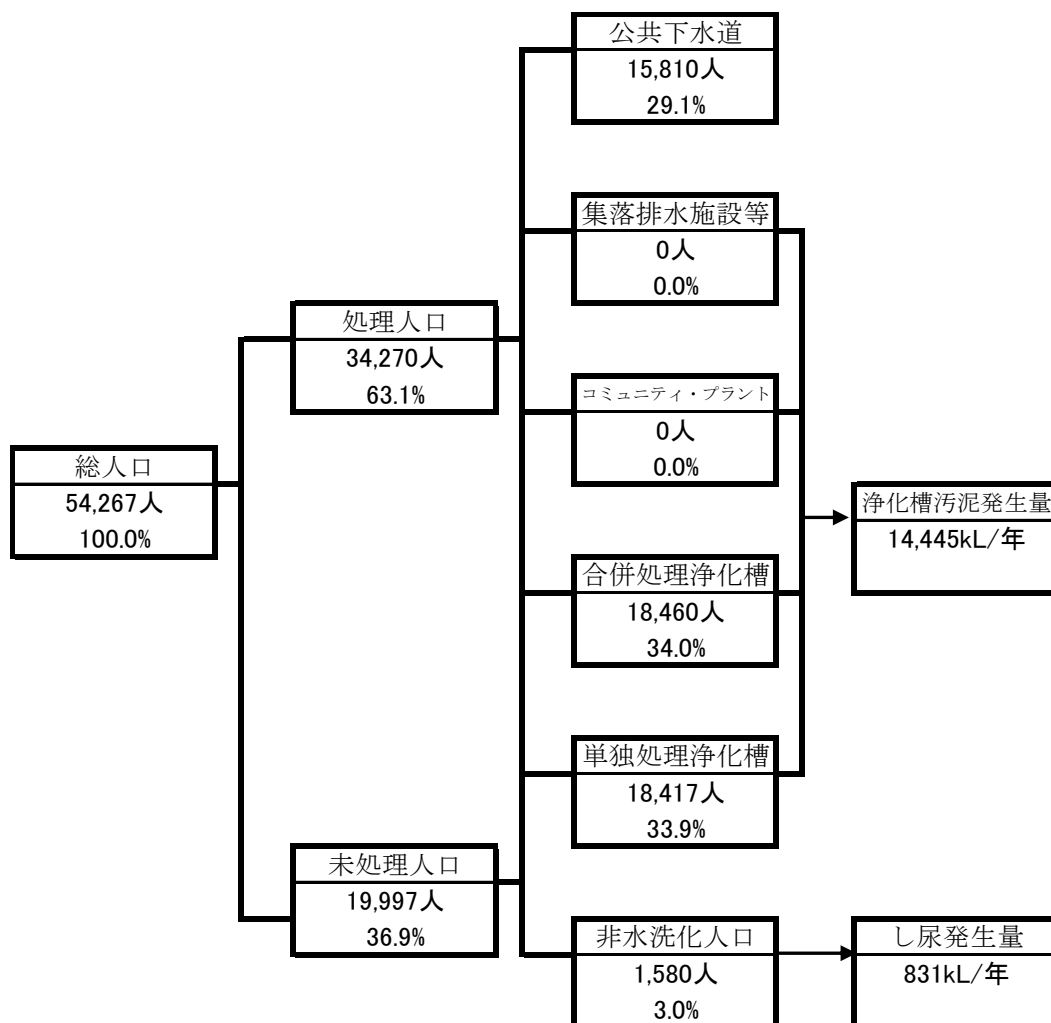 公共下水道
15,810人
29.1%
集落排水施設等
0人
0.0%
処理人口
34,270人
63.1%
コミュニティ・プラント
0人
0.0%
総人口
54,267人
100.0%
浄化槽汚泥発生量
14,445kL/年
合併処理浄化槽
18,460人
34.0%
単独処理浄化槽
18,417人
33.9%
未処理人口
19,997人
36.9%
非水洗化人口
1,580人
3.0%
し尿発生量
831kL/年